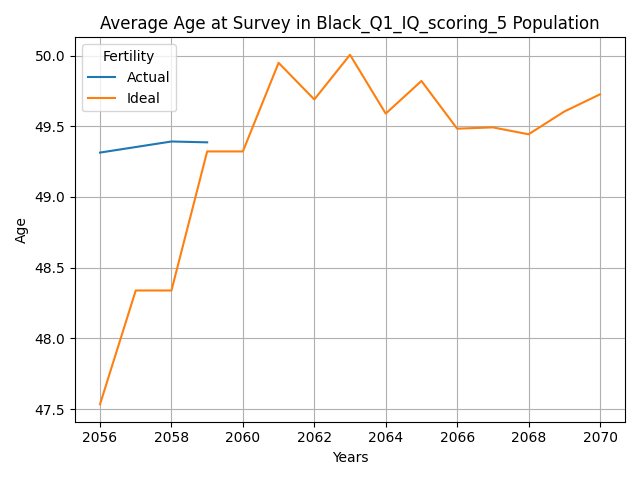 Average Age at Survey in Black_Q1_IQ_scoring_5 Population
Fertility
Actual
Ideal
50.0
49.5
49.0
48.5
48.0
47.5
Age
2056
2058
2060
2062
2064
2066
2068
2070
Years